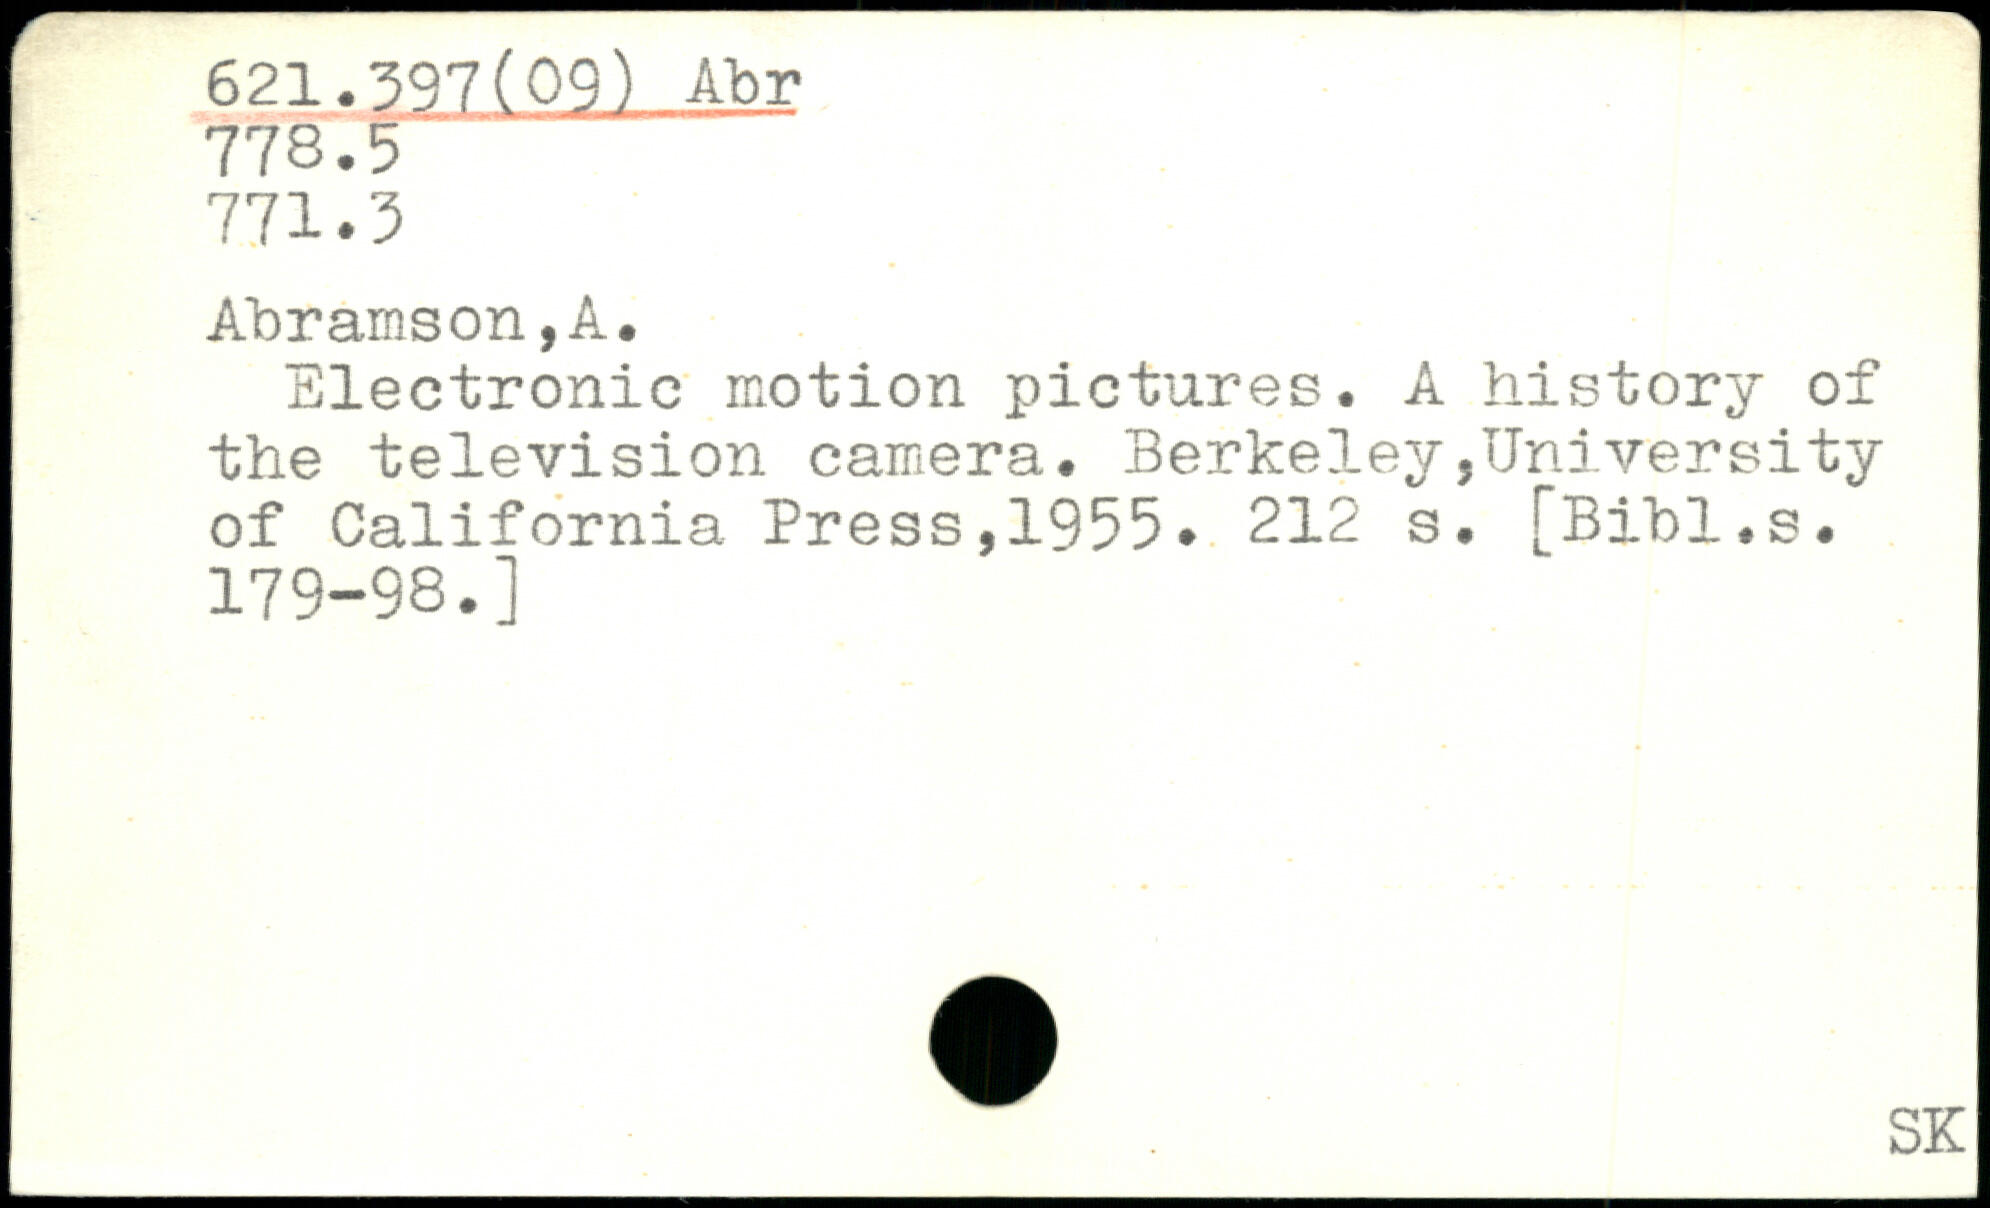 621.397(09) Abr
778.5
771.3
Abramson,A.
Electronic motion pictures. A history of
the television camera. Berkeley,University
of California Press,1955. 212 s. [Bibl.s.
179-98.]
SK